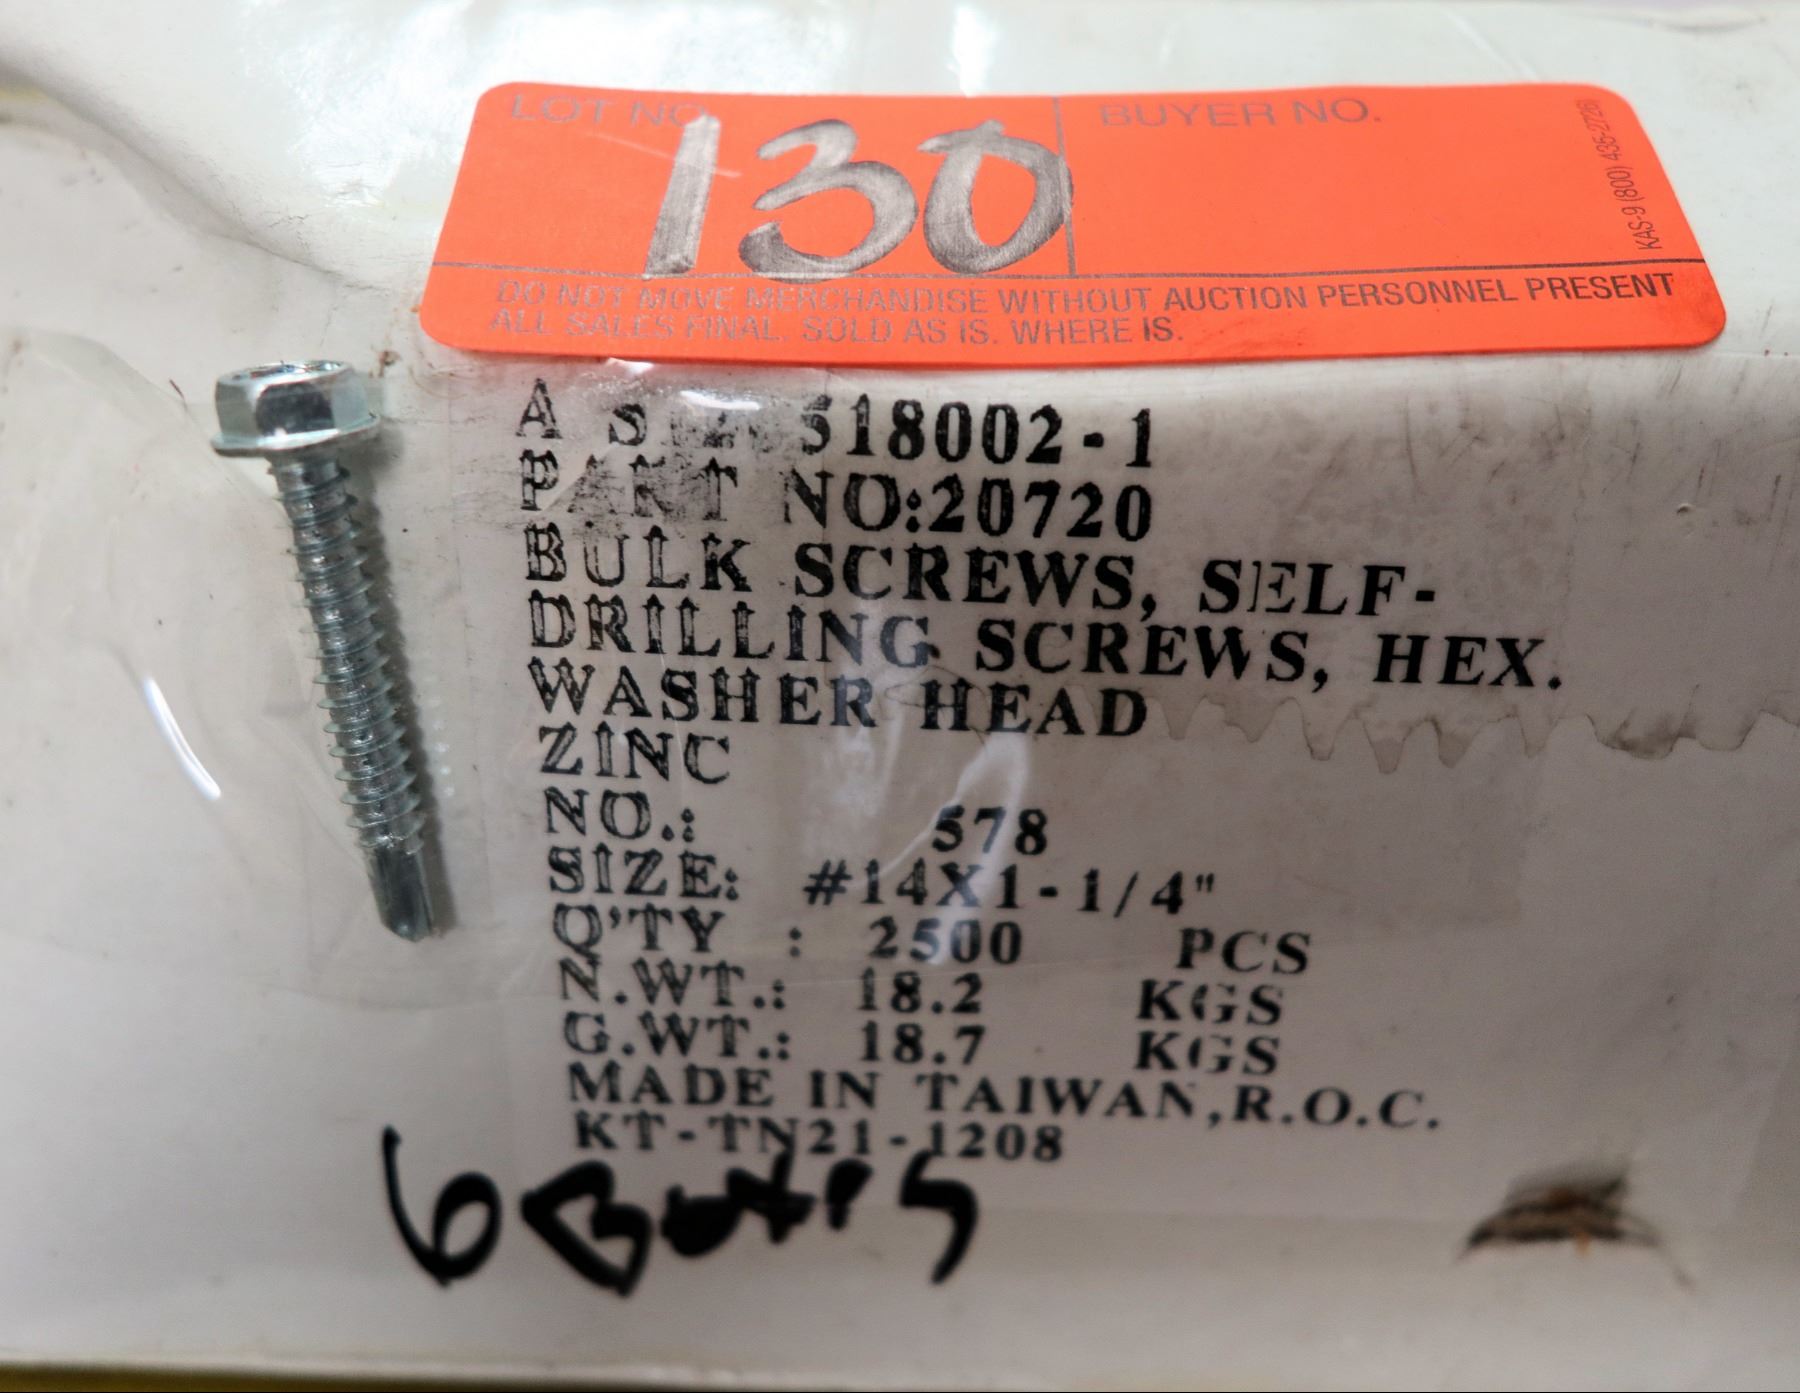 LOT NO.
130
BUYER NO.
KAS-9 (800) 435-2726
DO NOT MOVE MERCHANDISE WITHOUT AUCTION PERSONNEL PRESENT
ALL SALES FINAL. SOLD AS IS. WHERE IS.
A 518002-1
PART NO:20720
BULK SCREWS, SELF-
DRILLING SCREWS, HEX.
WASHER HEAD
ZINC
NO.: 578
SIZE: #14X1-1/4"
Q'TY : 2500 PCS
N.WT.: 18.2 KGS
G.WT.: 18.7 KGS
MADE IN TAIWAN,R.O.C.
KT-TN21-1208
6 Boxes